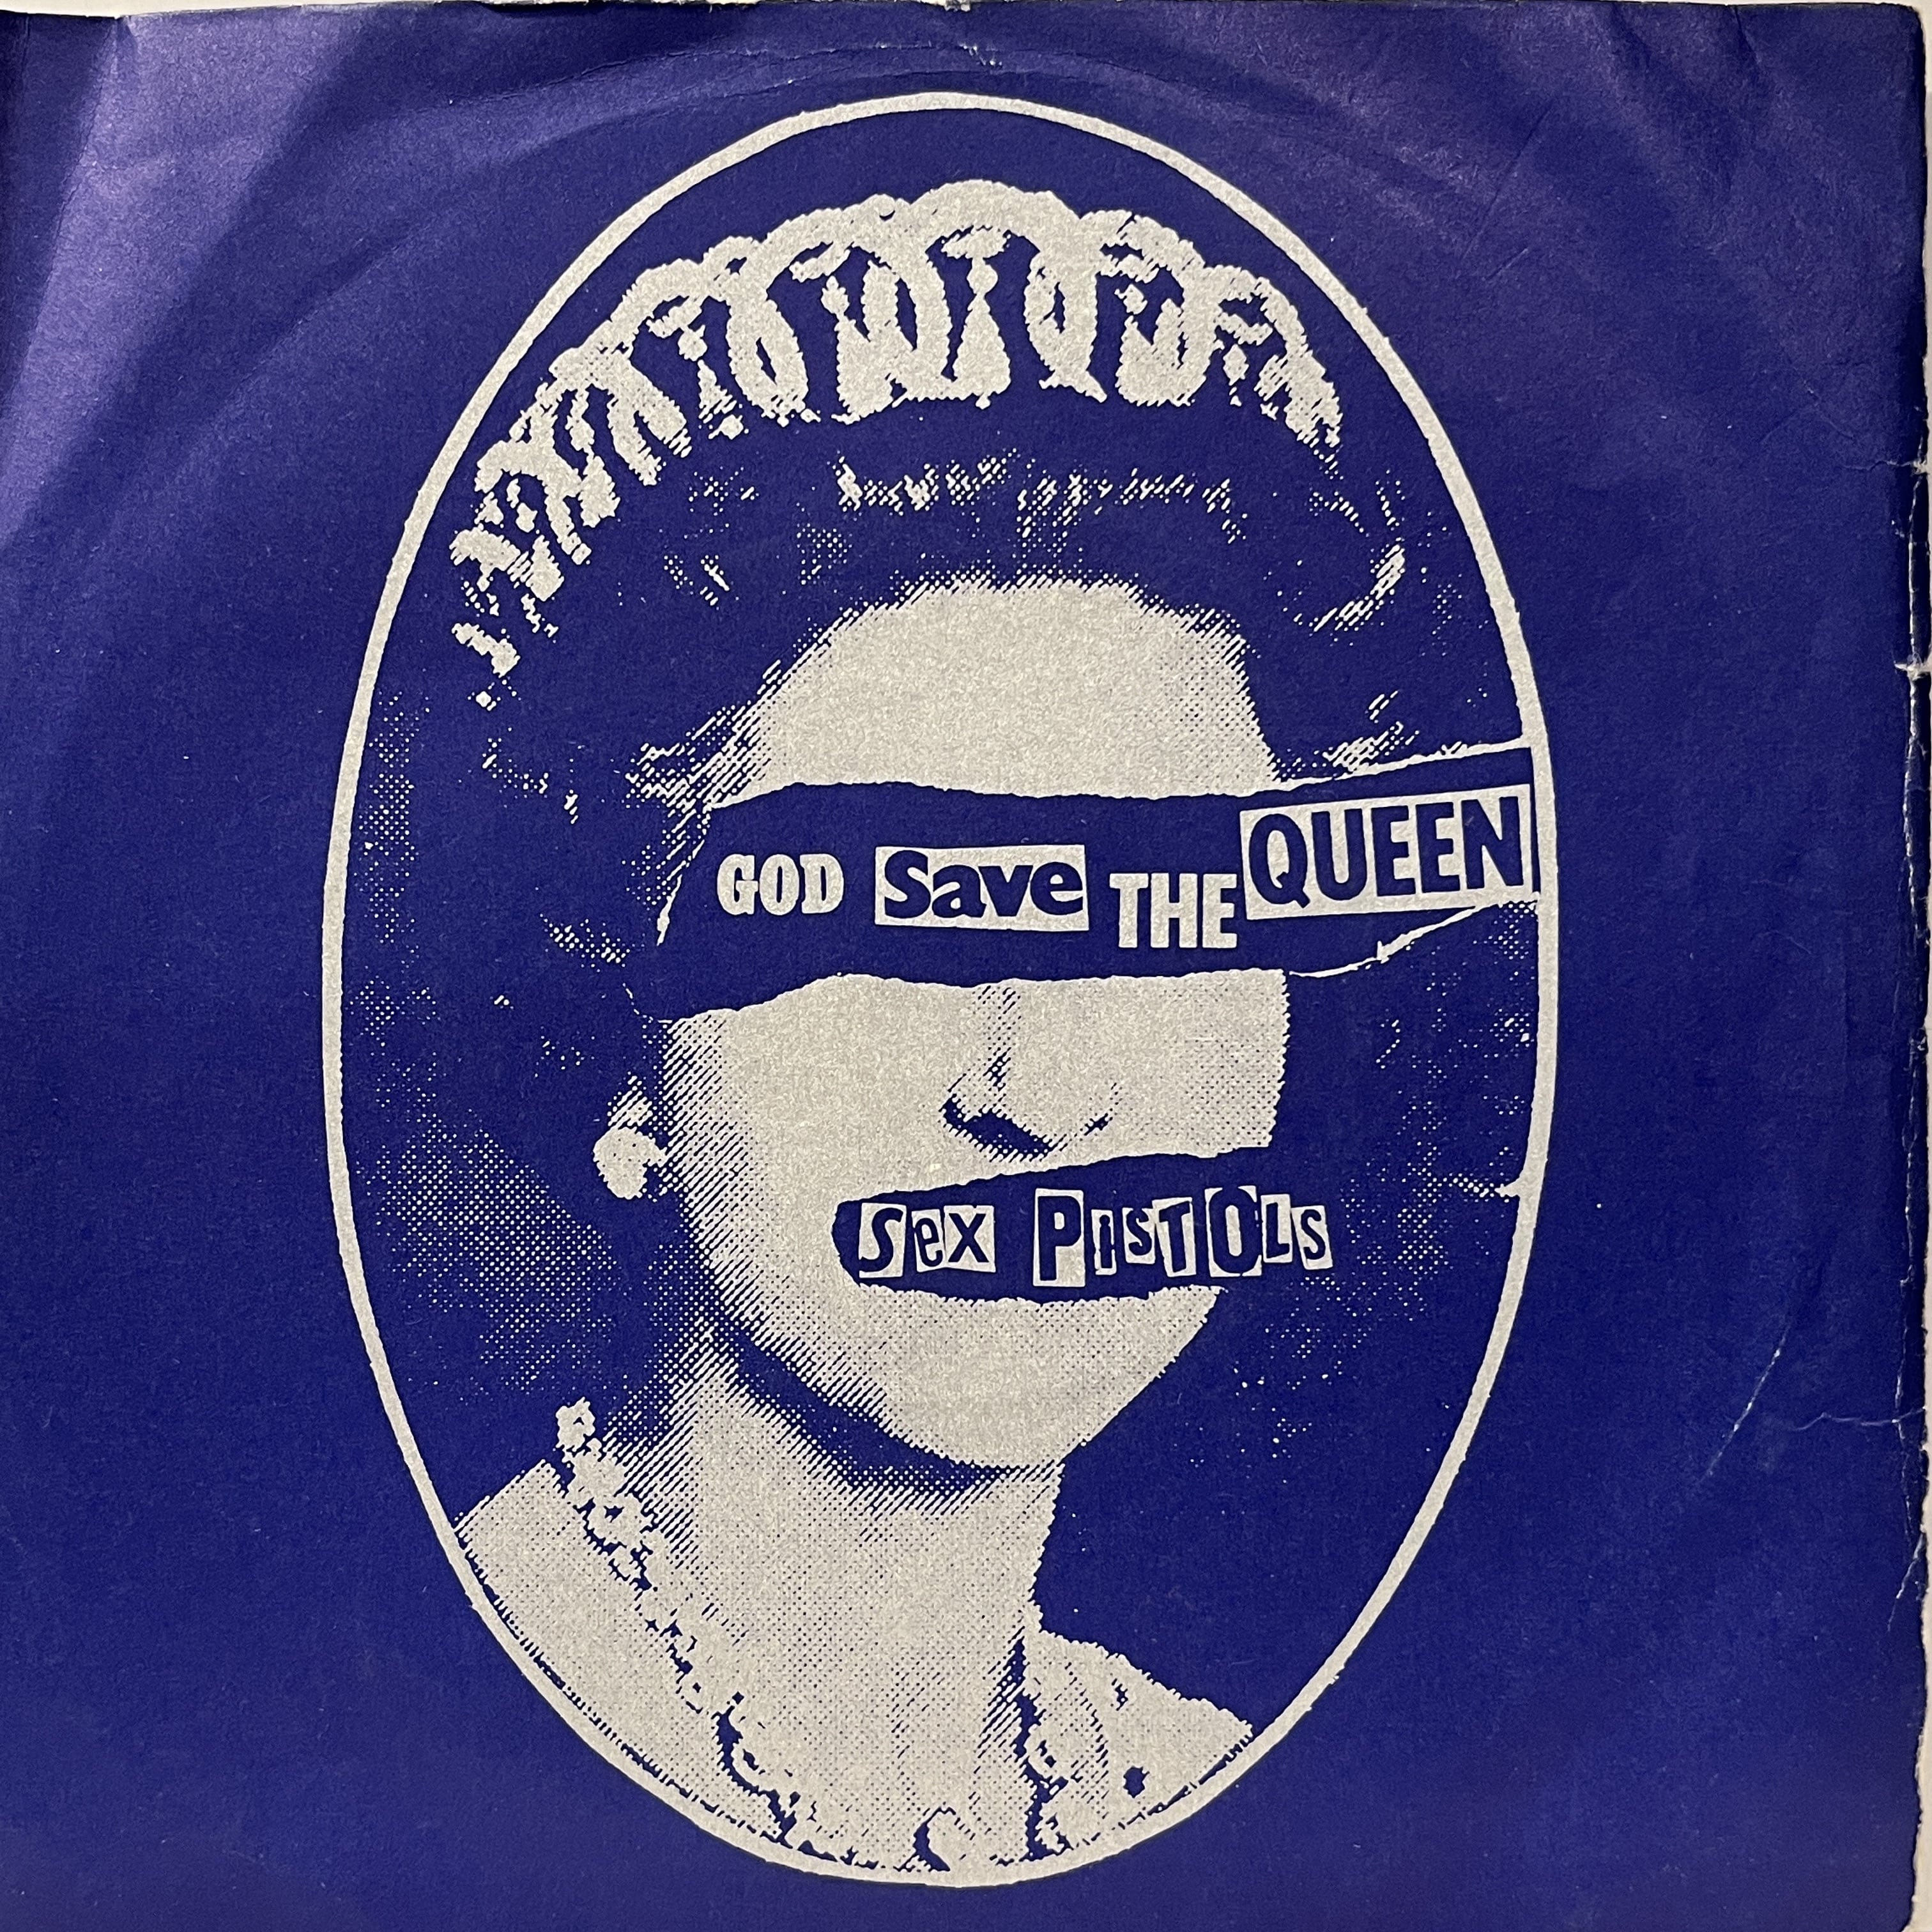 GOD Save THE QUEEN
Sex PiSTOLS